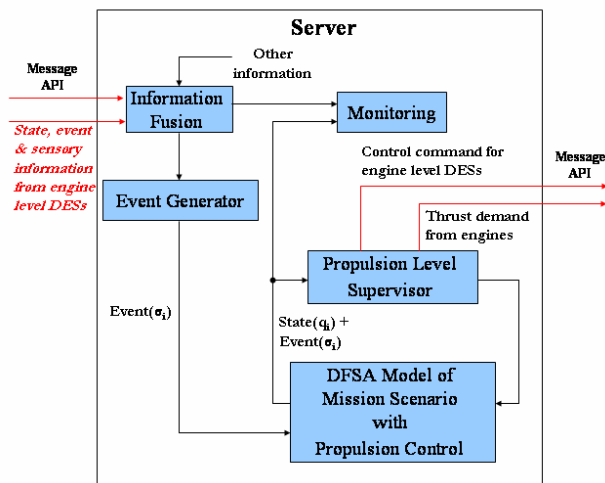 Server
Message
API
Other
information
Information
Fusion
Monitoring
State, event
& sensory
information
from engine
level DESs
Control command for
engine level DESs
Message
API
Event Generator
Thrust demand
from engines
Propulsion Level
Supervisor
Event(σi)
State(qi) +
Event(σi)
DFSA Model of
Mission Scenario
with
Propulsion Control